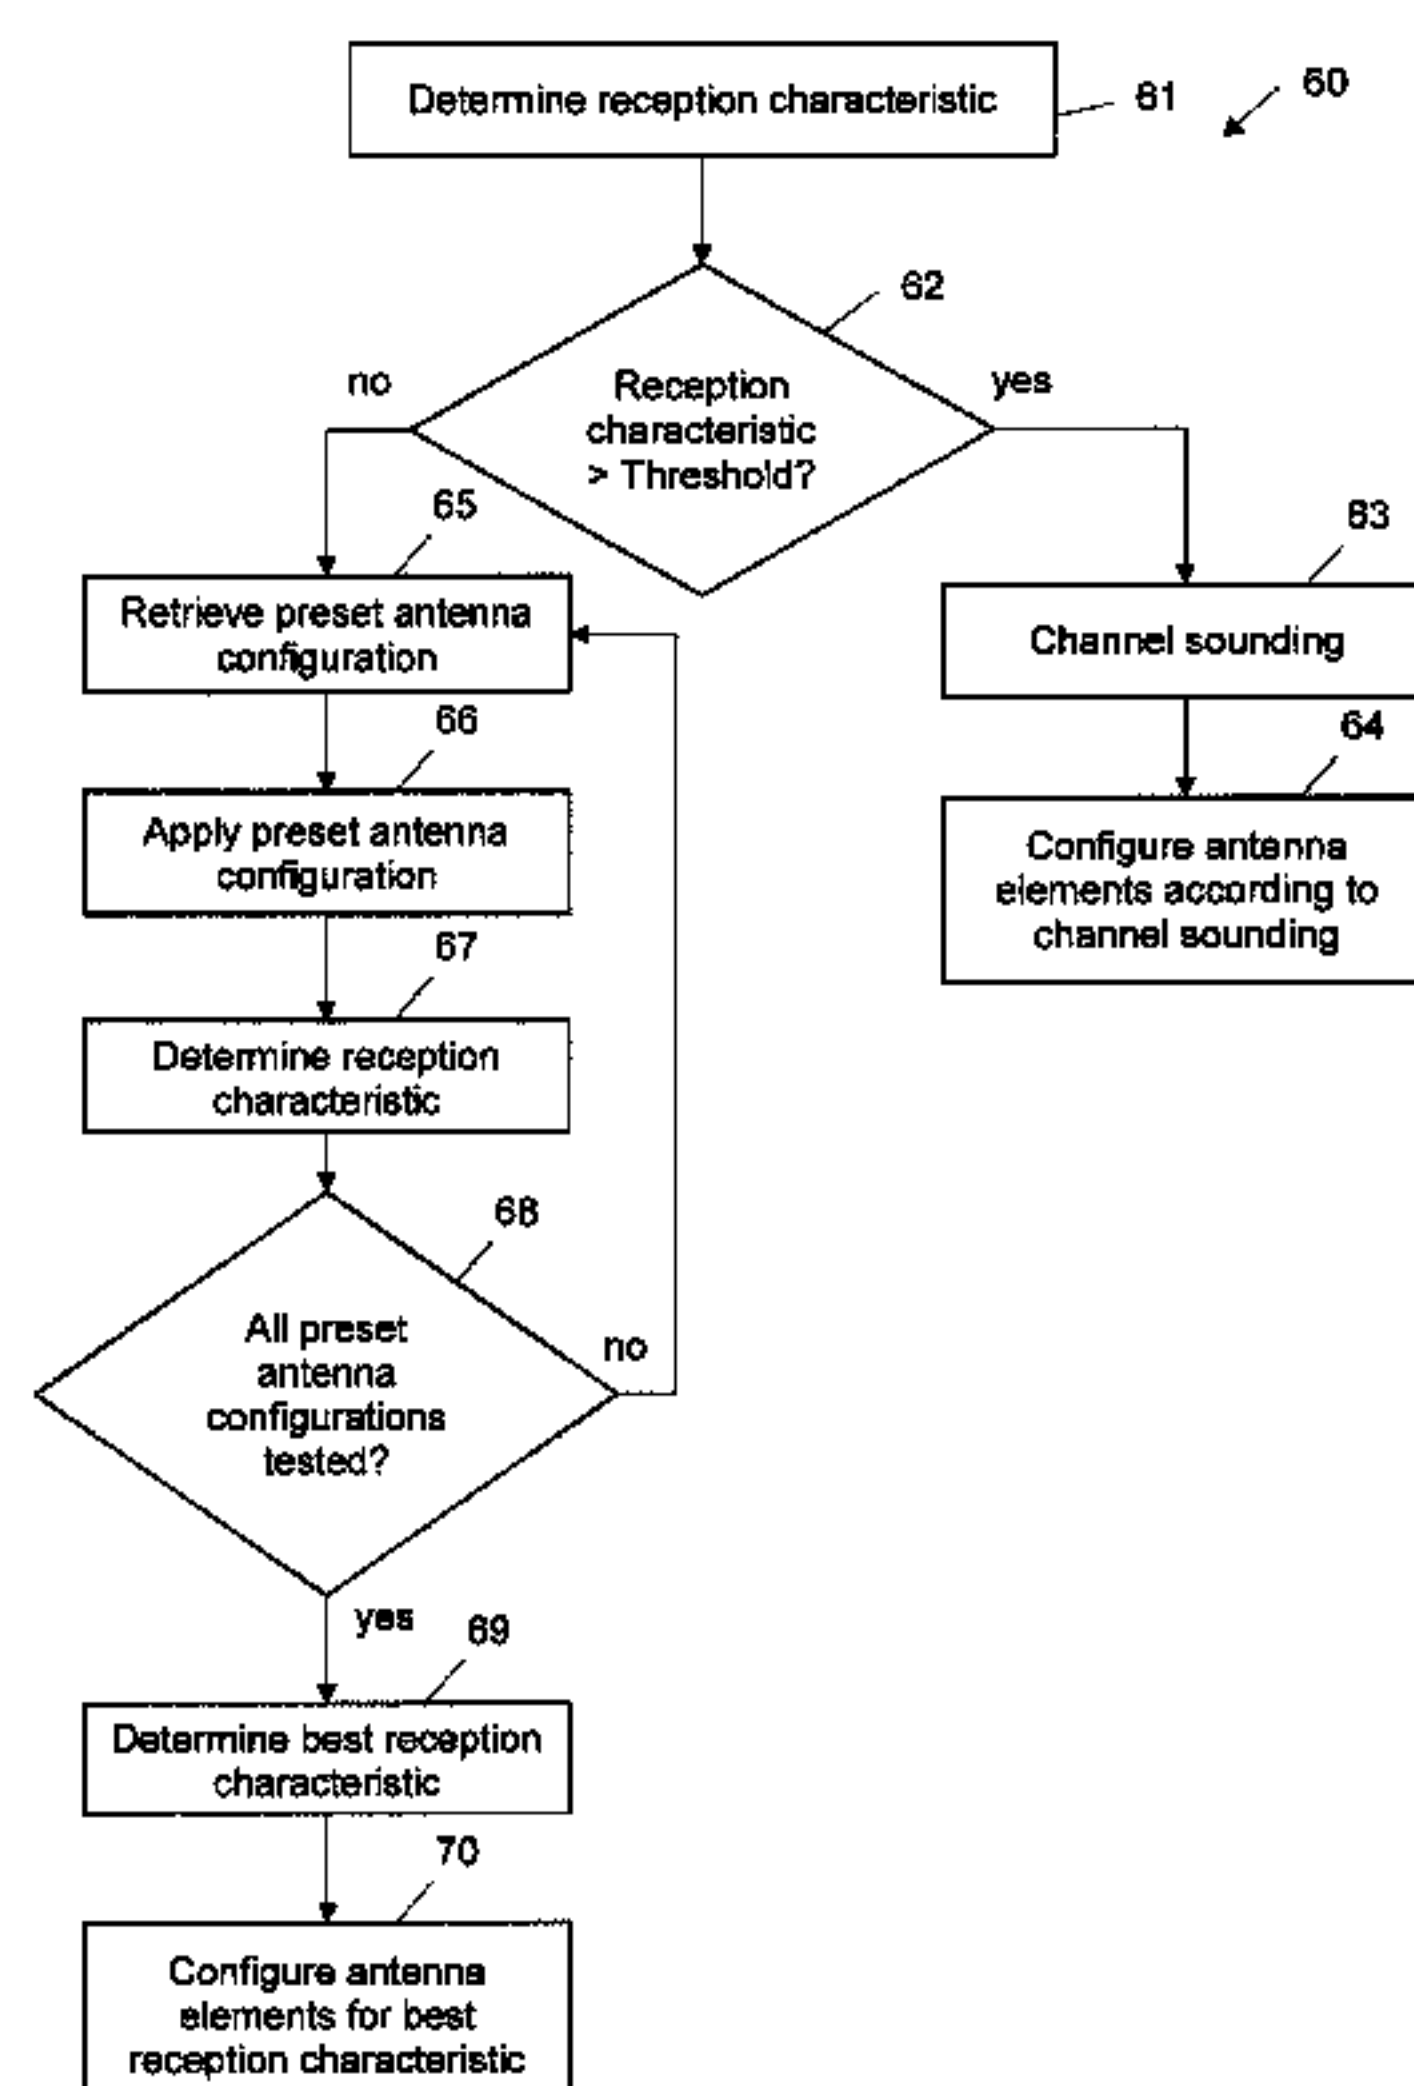 Determine reception characteristic
61
60
62
Reception
characteristic
> Threshold?
no
yes
65
63
Retrieve preset antenna
configuration
Channel sounding
66
64
Apply preset antenna
configuration
Configure antenna
elements according to
channel sounding
67
Determine reception
characteristic
68
All preset
antenna
configurations
tested?
no
yes
69
Determine best reception
characteristic
70
Configure antenna
elements for best
reception characteristic